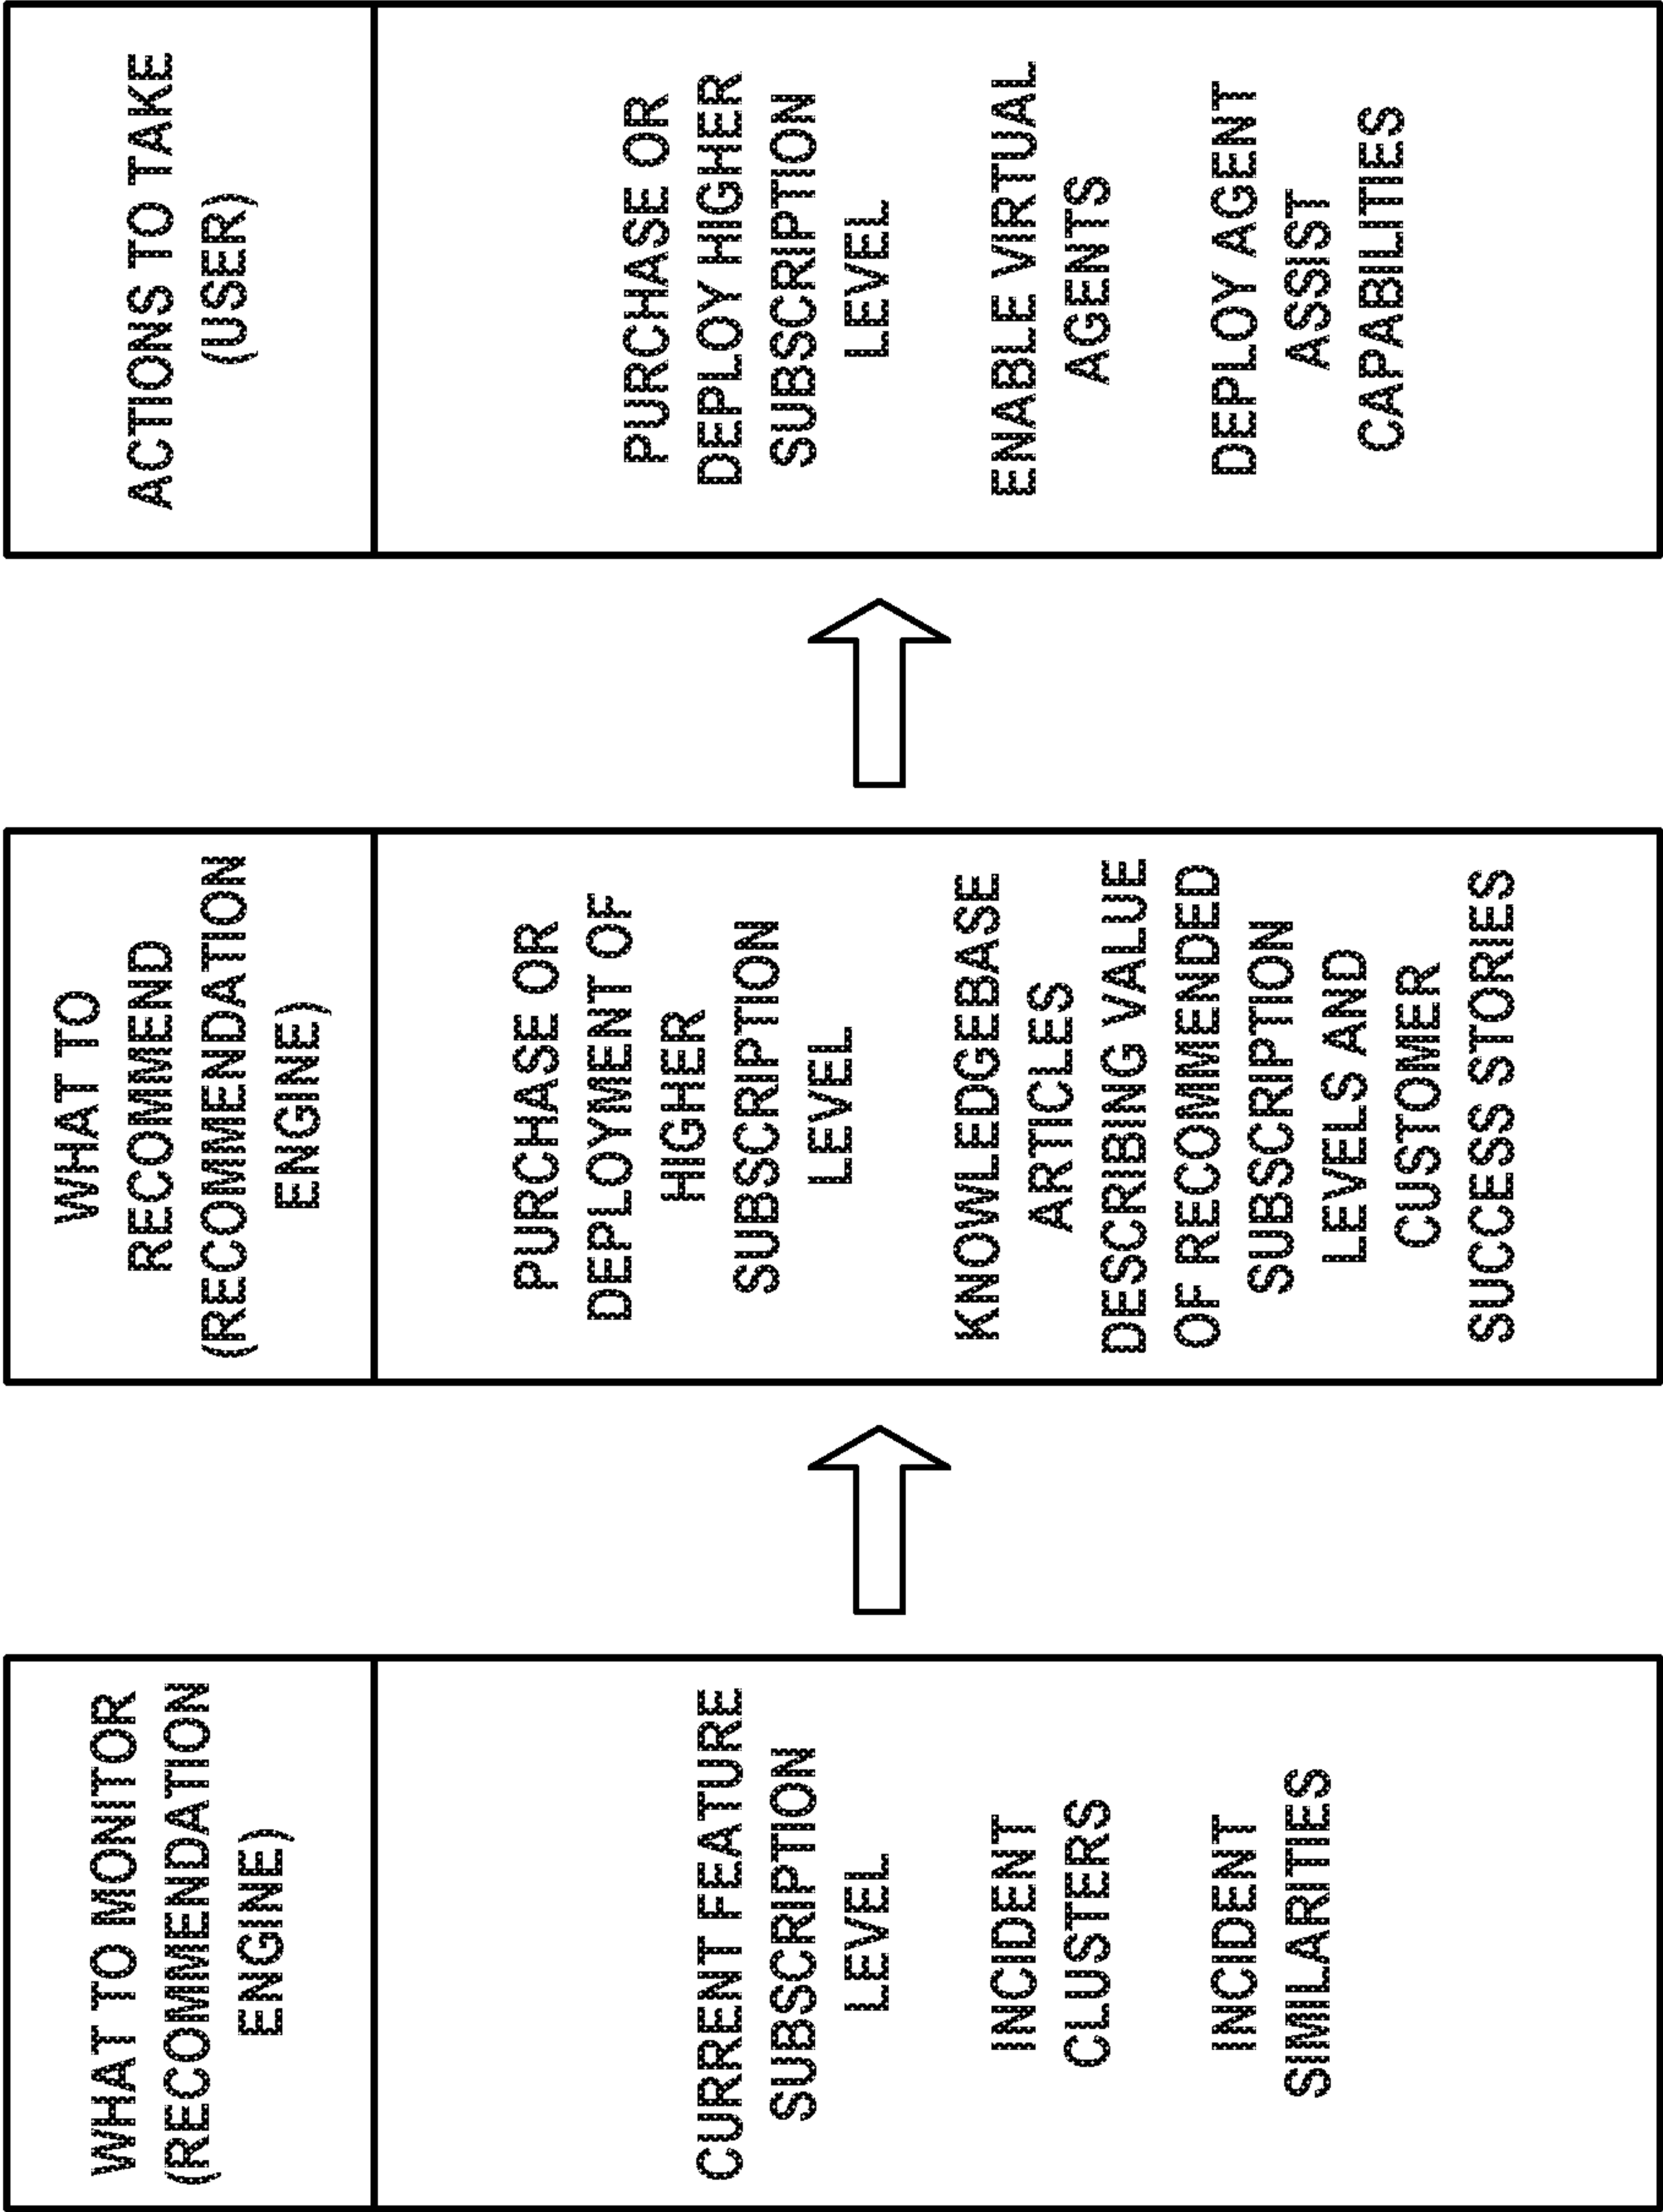 WHAT TO MONITOR
(RECOMMENDATION
ENGINE)
CURRENT FEATURE
SUBSCRIPTION
LEVEL
INCIDENT
CLUSTERS
INCIDENT
SIMILARITIES
WHAT TO
RECOMMEND
(RECOMMENDATION
ENGINE)
PURCHASE OR
DEPLOYMENT OF
HIGHER
SUBSCRIPTION
LEVEL
KNOWLEDGEBASE
ARTICLES
DESCRIBING VALUE
OF RECOMMENDED
SUBSCRIPTION
LEVELS AND
CUSTOMER
SUCCESS STORIES
ACTIONS TO TAKE
(USER)
PURCHASE OR
DEPLOY HIGHER
SUBSCRIPTION
LEVEL
ENABLE VIRTUAL
AGENTS
DEPLOY AGENT
ASSIST
CAPABILITIES